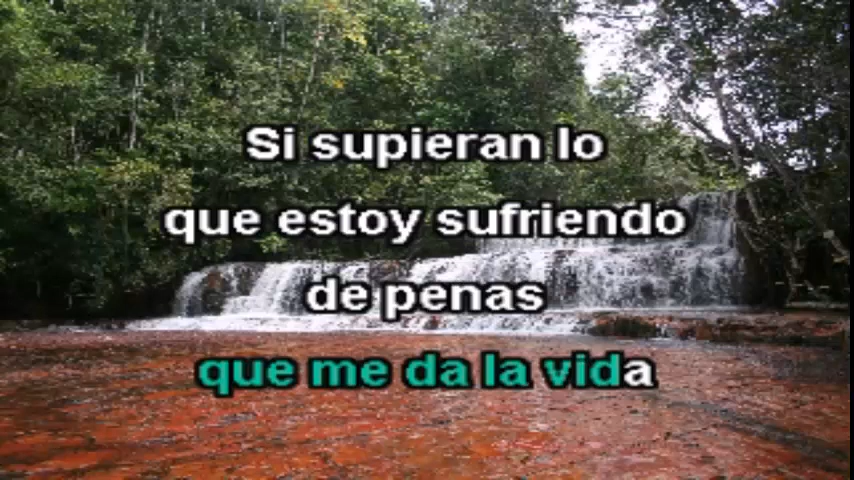 Si supieran lo
que estoy sufriendo
de penas
que me da la vida